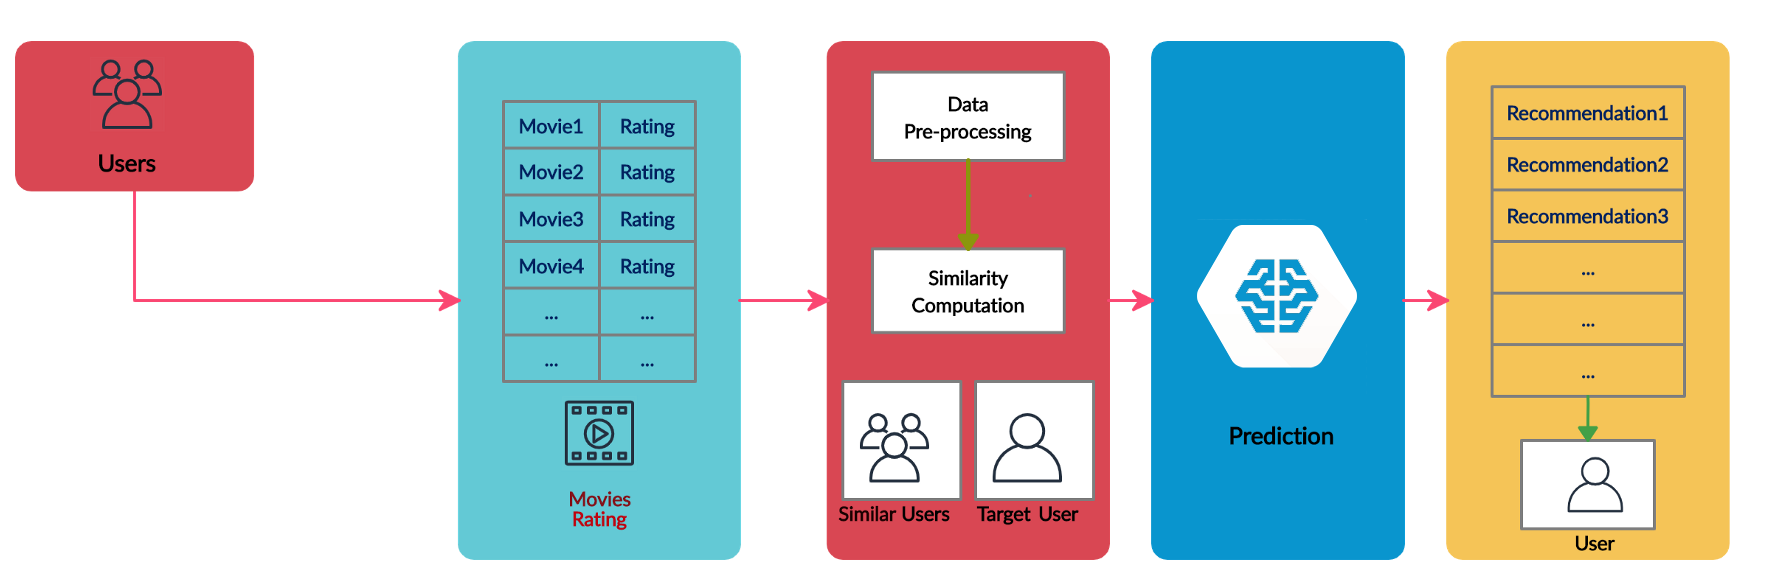 Users
Movie1 Rating
Movie2 Rating
Movie3 Rating
Movie4 Rating
... ...
... ...
Movies
Rating
Data
Pre-processing
Similarity
Computation
Similar Users
Target User
Prediction
Recommendation1
Recommendation2
Recommendation3
...
...
...
User